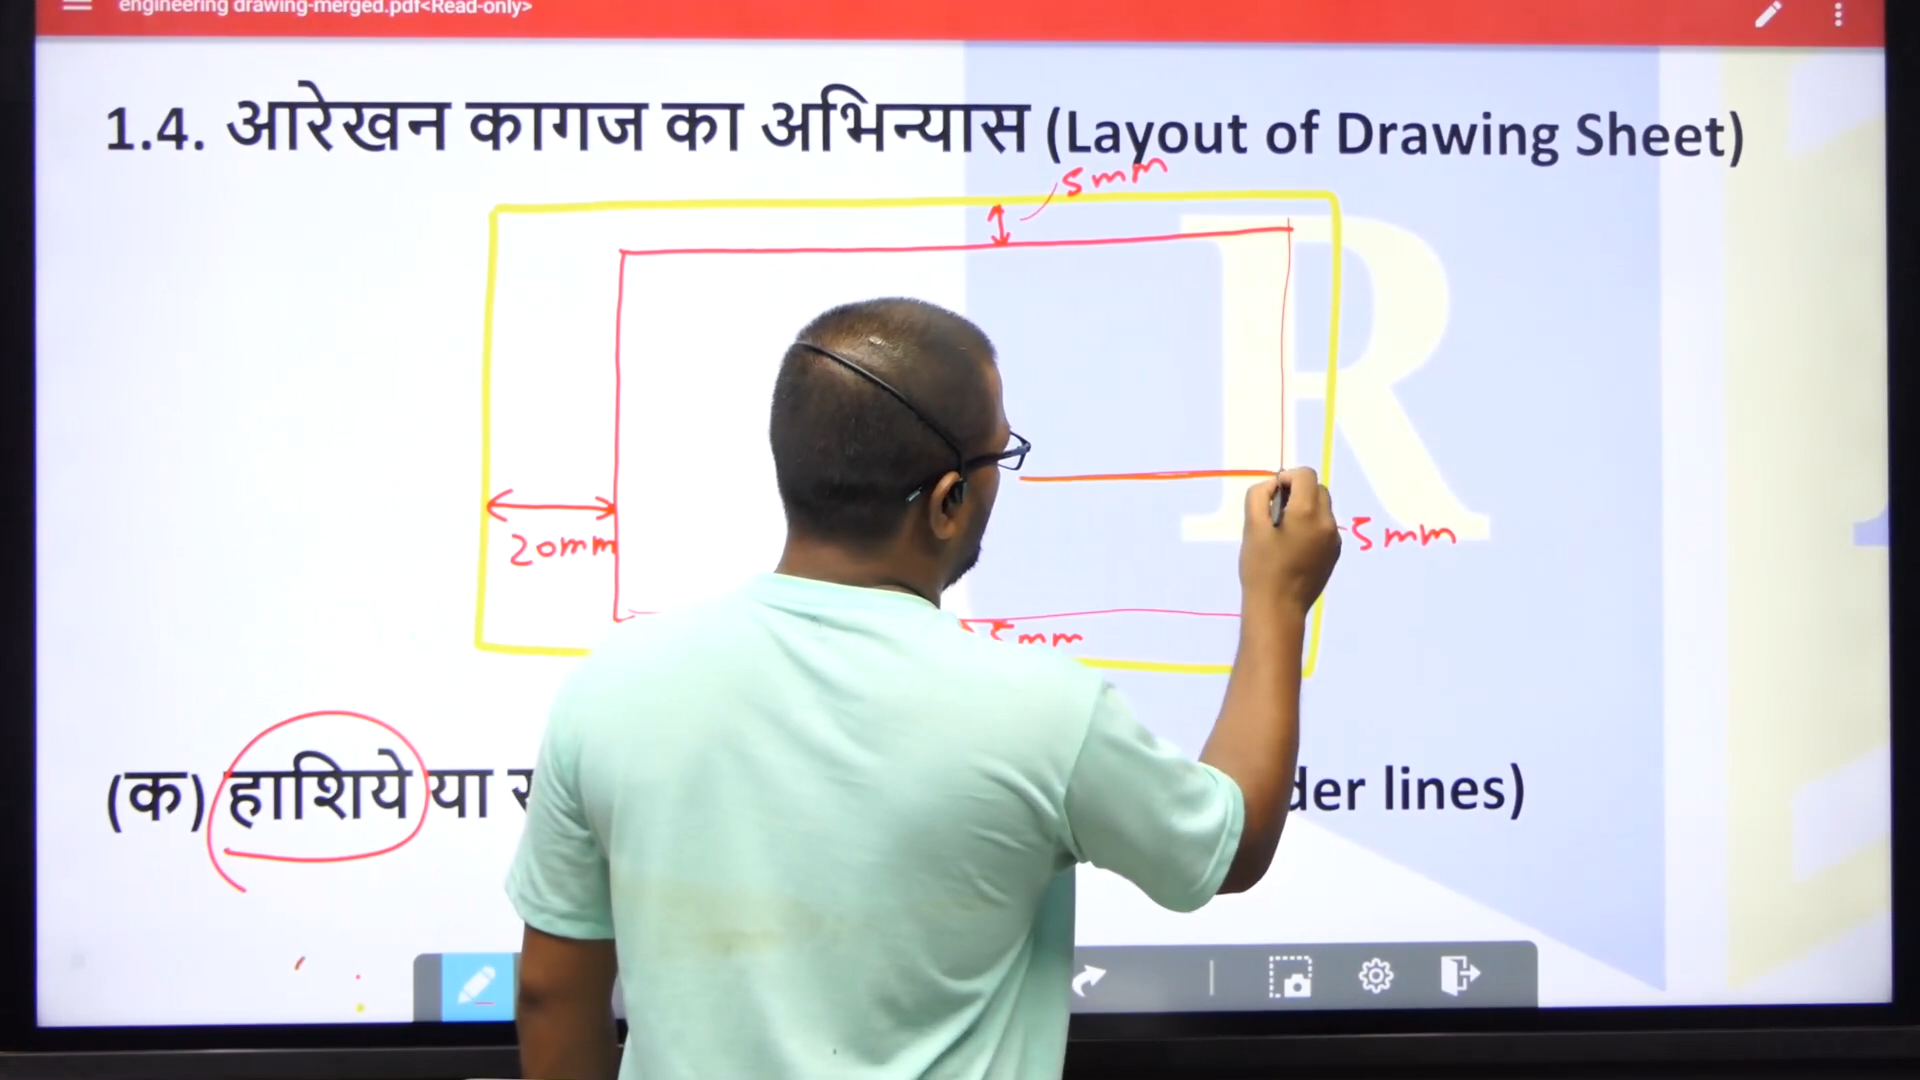 engineering drawing-merged.pdf<Read-only>
1.4. आरेखन कागज का अभिन्यास (Layout of Drawing Sheet)
5mm
R
20mm
5mm
5mm
(क) हाशिये या lines)